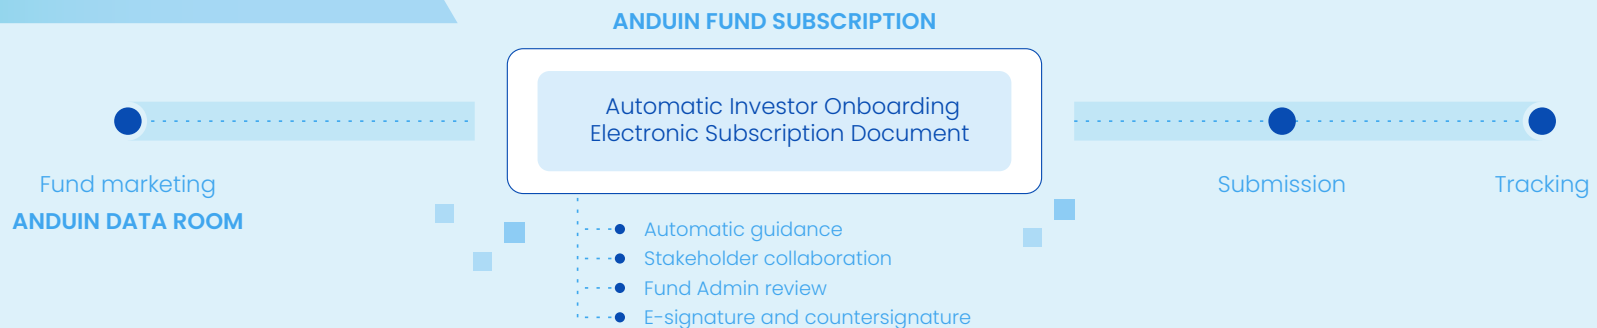 ANDUIN FUND SUBSCRIPTION
Automatic Investor Onboarding
Electronic Subscription Document
Fund marketing
ANDUIN DATA ROOM
Submission
Tracking
Automatic guidance
Stakeholder collaboration
Fund Admin review
E-signature and countersignature